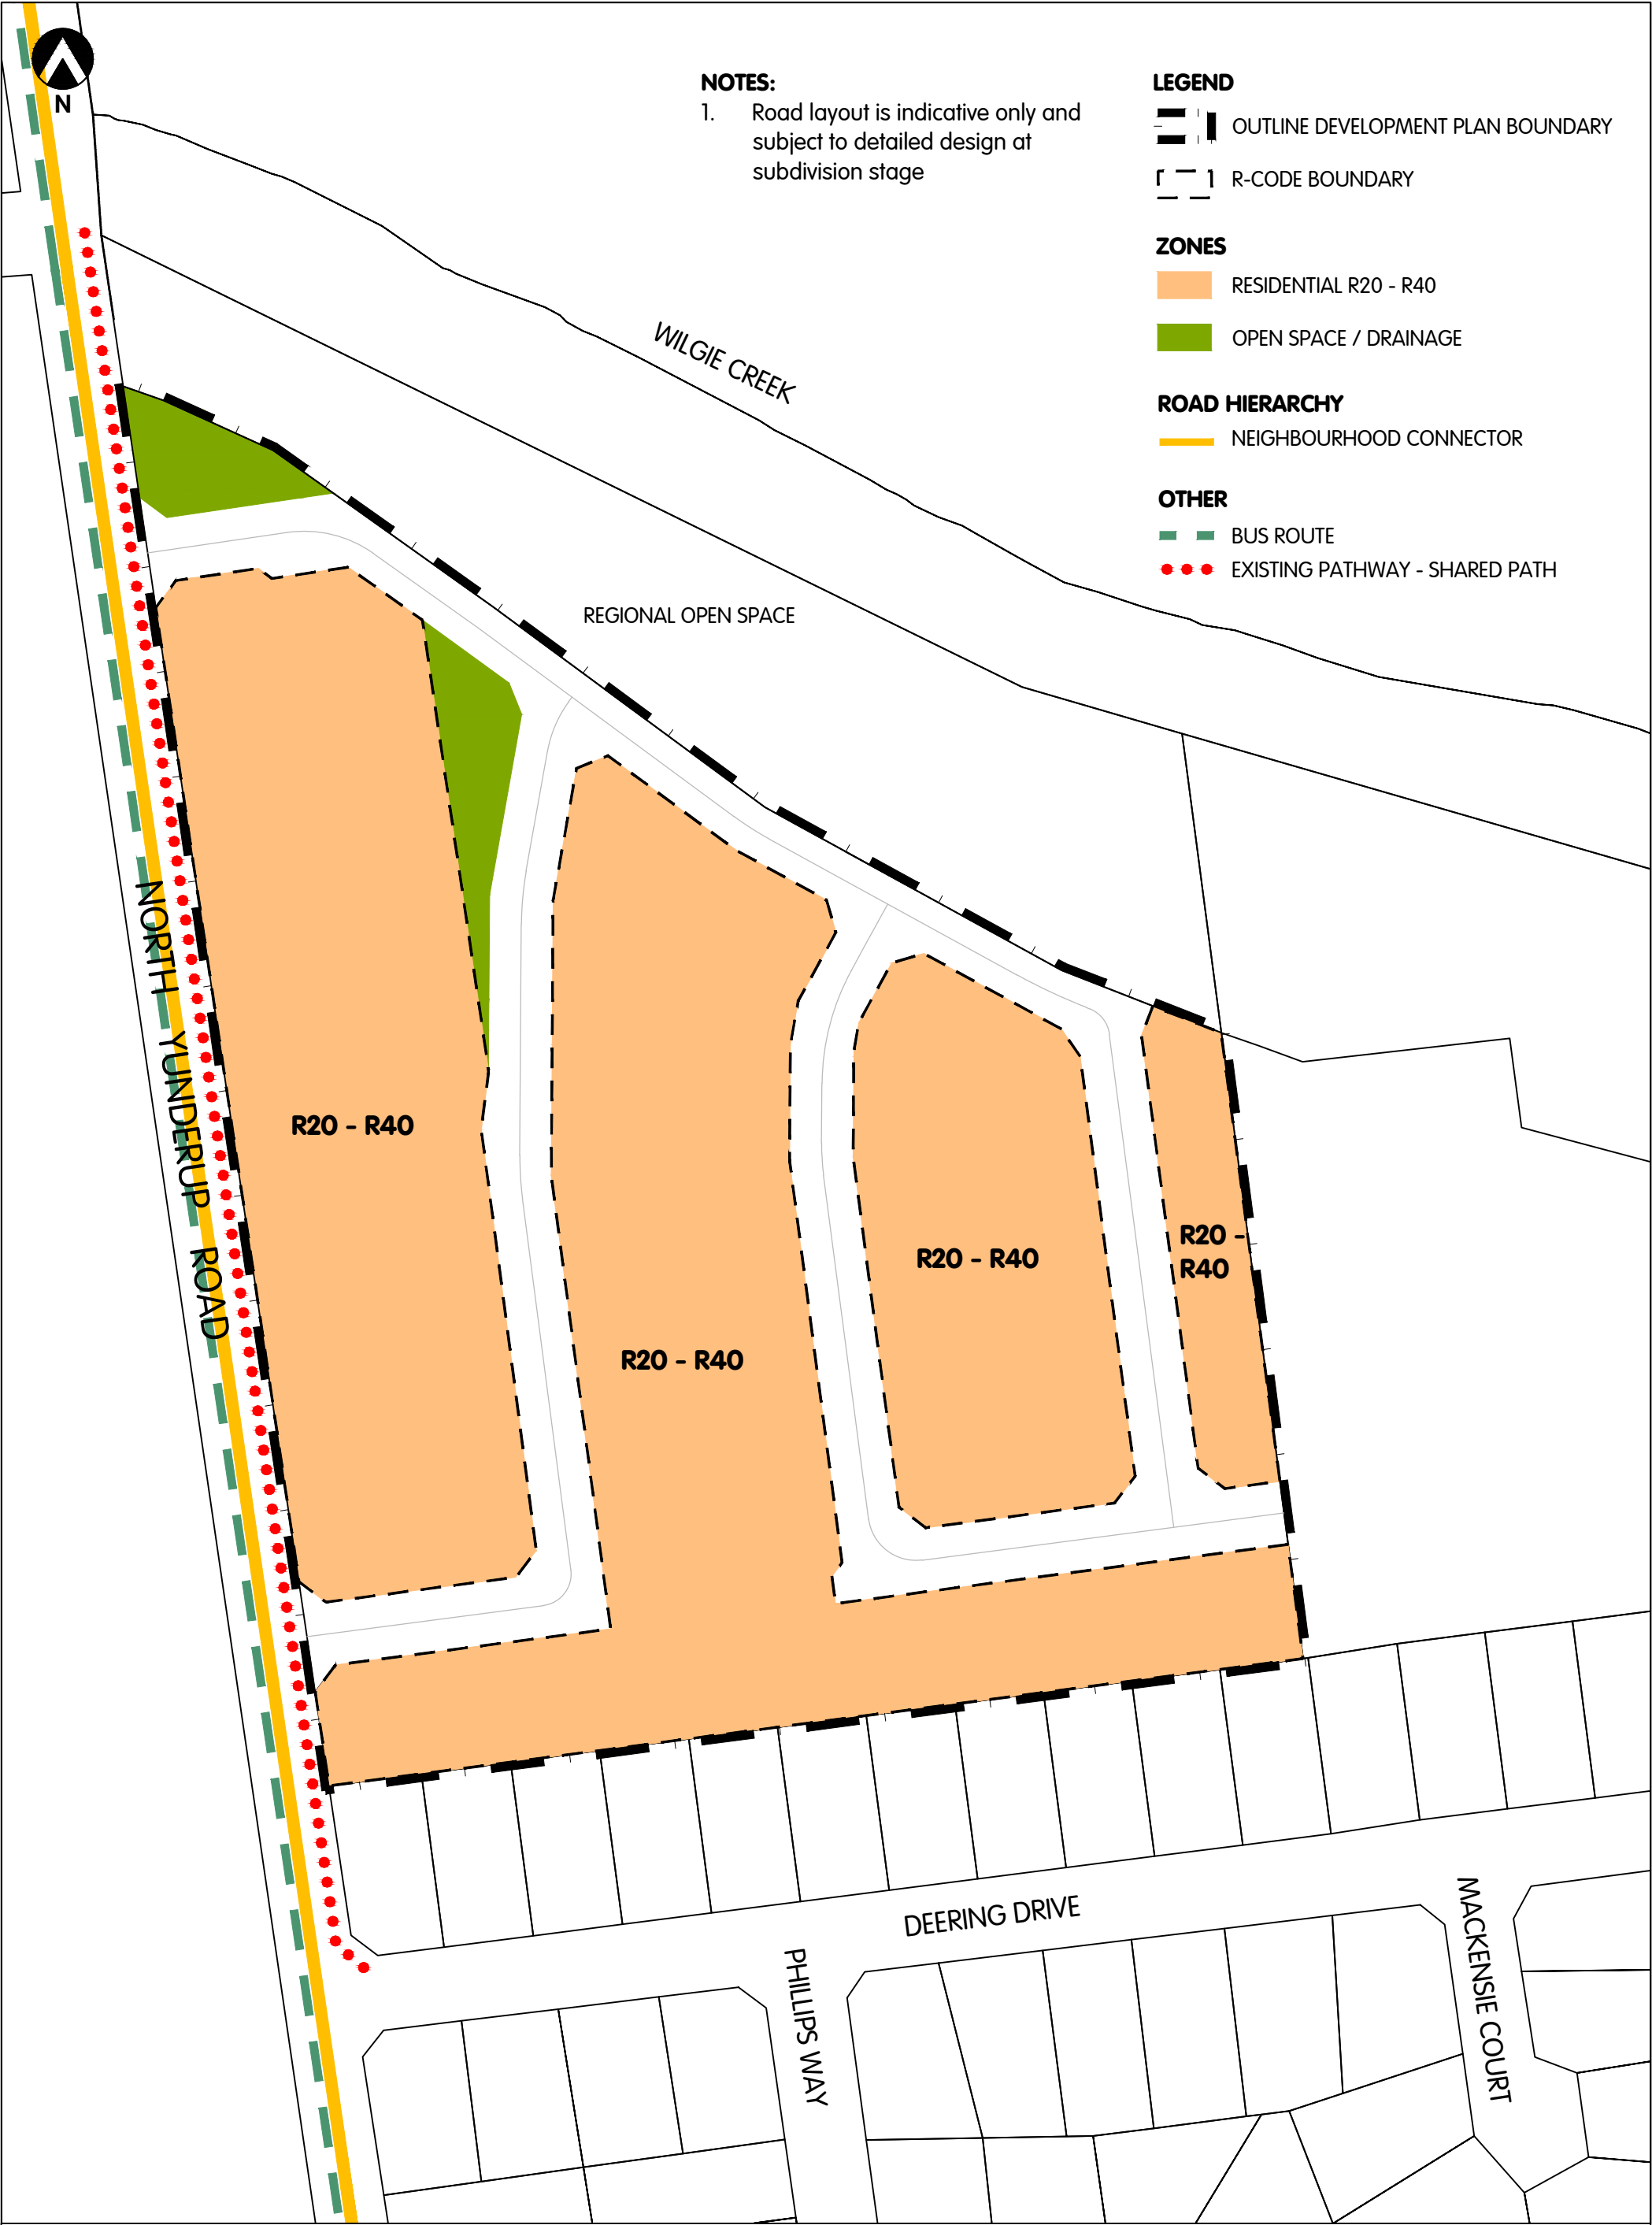 N
NOTES:
1. Road layout is indicative only and
subject to detailed design at
subdivision stage
LEGEND
OUTLINE DEVELOPMENT PLAN BOUNDARY
R-CODE BOUNDARY
ZONES
RESIDENTIAL R20 - R40
OPEN SPACE / DRAINAGE
ROAD HIERARCHY
NEIGHBOURHOOD CONNECTOR
OTHER
BUS ROUTE
EXISTING PATHWAY - SHARED PATH
WILGIE CREEK
REGIONAL OPEN SPACE
NORTH YUNDERUP ROAD
R20 - R40
R20 - R40
R20 - R40
R20 -
R40
DEERING DRIVE
PHILLIPS WAY
MACKENSIE COURT